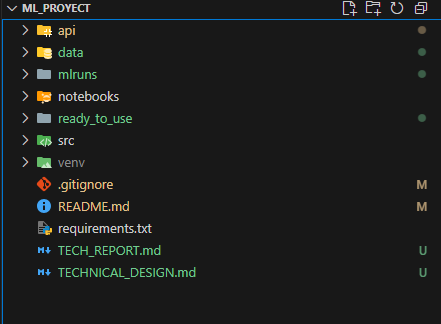 ML_PROYECT
api
data
mlruns
notebooks
ready_to_use
src
venv
.gitignore M
README.md M
requirements.txt
TECH_REPORT.md U
TECHNICAL_DESIGN.md U